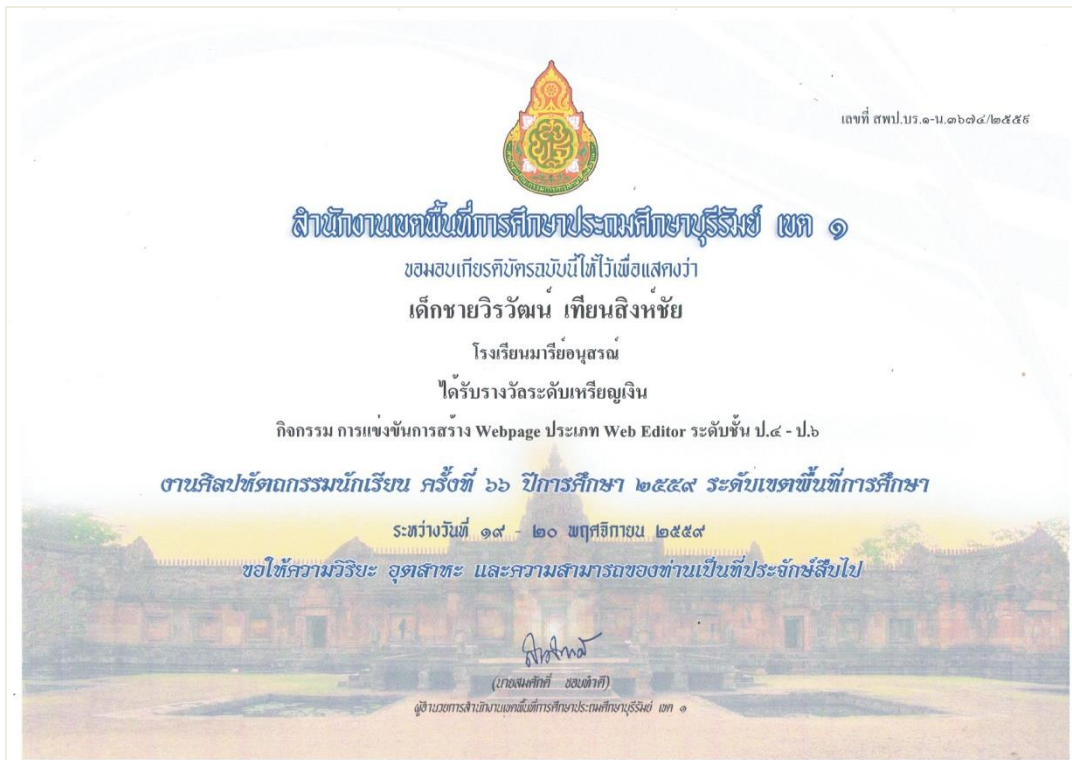 เลขที่ สพป.บร.๑-น.๓๖๗๔/๒๕๕๙
สำนักงานเขตพื้นที่การศึกษาประถมศึกษาบุรีรัมย์ เขต ๑
ขอมอบเกียรติบัตรฉบับนี้ให้ไว้เพื่อแสดงว่า
เด็กชายวิรวัฒน์ เทียนสิงห์ชัย
โรงเรียนมารีย์อนุสรณ์
ได้รับรางวัลระดับเหรียญเงิน
กิจกรรม การแข่งขันการสร้าง Webpage ประเภท Web Editor ระดับชั้น ป.๔ - ป.๖
งานศิลปหัตถกรรมนักเรียน ครั้งที่ ๖๖ ปีการศึกษา ๒๕๕๙ ระดับเขตพื้นที่การศึกษา
ระหว่างวันที่ ๑๙ - ๒๐ พฤศจิกายน ๒๕๕๙
ขอให้ความวิริยะ อุตสาหะ และความสามารถของท่านเป็นที่ประจักษ์สืบไป
(นายสมศักดิ์ ชอบทำดี)
ผู้อำนวยการสำนักงานเขตพื้นที่การศึกษาประถมศึกษาบุรีรัมย์ เขต ๑